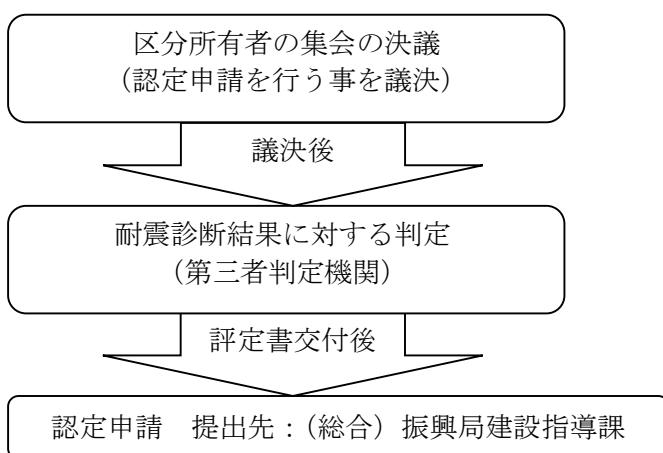 区分所有者の集会の決議
（認定申請を行う事を議決）
議決後
耐震診断結果に対する判定
（第三者判定機関）
評定書交付後
認定申請　提出先：（総合）振興局建設指導課